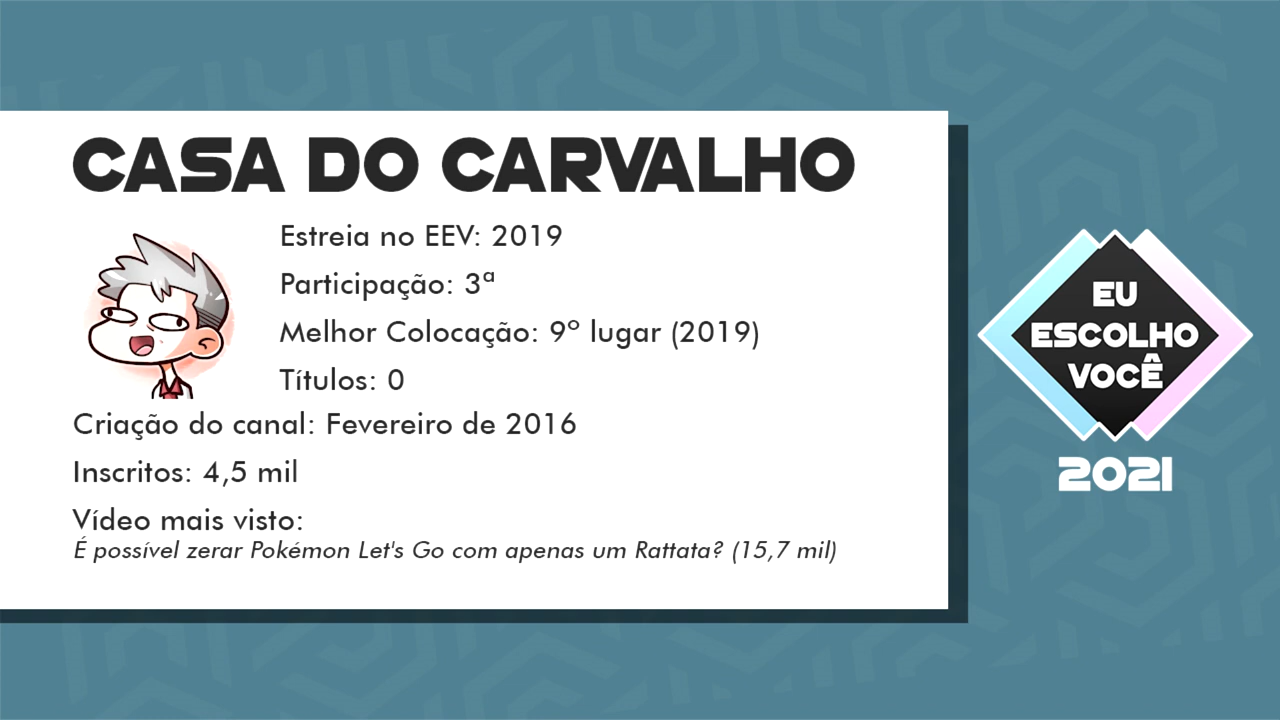 CASA DO CARVALHO
Estreia no EEV: 2019
Participação: 3ª
Melhor Colocação: 9º lugar (2019)
Títulos: 0
Criação do canal: Fevereiro de 2016
Inscritos: 4,5 mil
Vídeo mais visto:
É possível zerar Pokémon Let's Go com apenas um Rattata? (15,7 mil)
EU
ESCOLHO
VOCÊ
2021